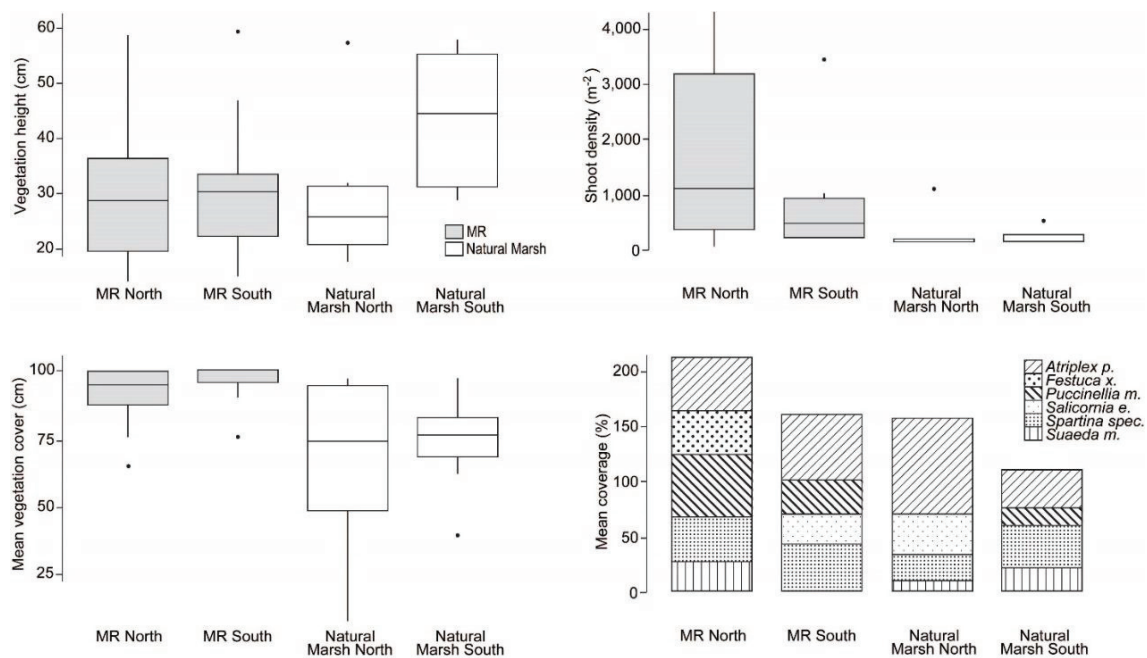 Vegetation height (cm)
60
50
40
30
20
MR
Natural Marsh
MR North
MR South
Natural
Marsh North
Natural
Marsh South
Shoot density (m-2)
4,000
3,000
2,000
1,000
0
MR North
MR South
Natural
Marsh North
Natural
Marsh South
Mean vegetation cover (cm)
100
75
50
25
MR North
MR South
Natural
Marsh North
Natural
Marsh South
Mean coverage (%)
200
150
100
50
0
Atriplex p.
Festuca x.
Puccinellia m.
Salicornia e.
Spartina spec.
Suaeda m.
MR North
MR South
Natural
Marsh North
Natural
Marsh South